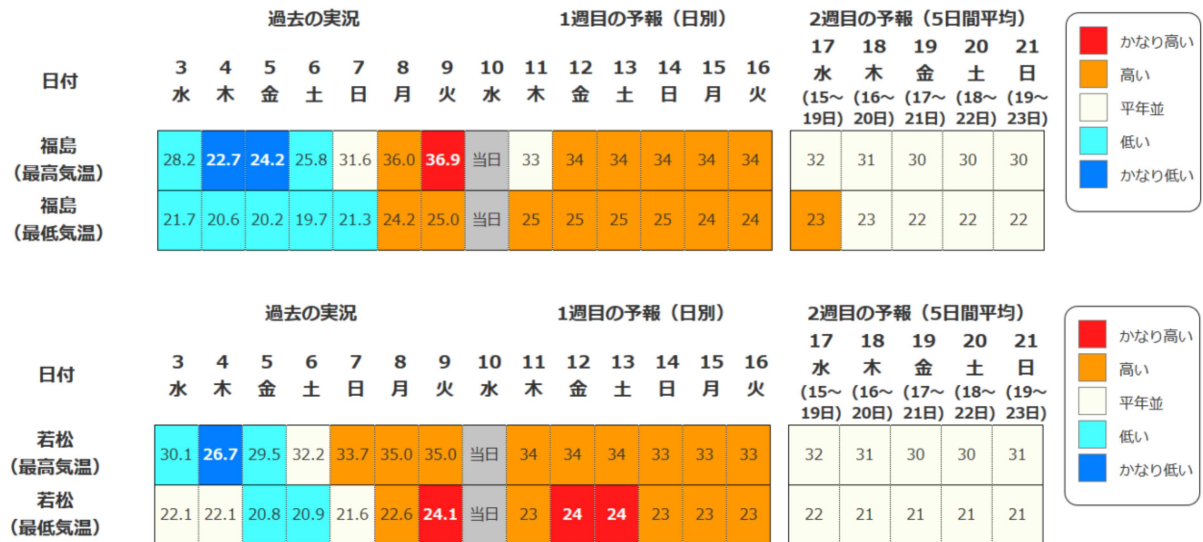 過去の実況 1週目の予報（日別） 2週目の予報（5日間平均）
日付 3 4 5 6 7 8 9 10 11 12 13 14 15 16 17 18 19 20 21
水 木 金 土 日 月 火 水 木 金 土 日 月 火 水 木 金 土 日
(15～ (16～ (17～ (18～ (19～
19日) 20日) 21日) 22日) 23日)
福島
（最高気温） 28.2 22.7 24.2 25.8 31.6 36.0 36.9 当日 33 34 34 34 34 34 32 31 30 30 30
福島
（最低気温） 21.7 20.6 20.2 19.7 21.3 24.2 25.0 当日 25 25 25 25 24 24 23 23 22 22 22
かなり高い
高い
平年並
低い
かなり低い
過去の実況 1週目の予報（日別） 2週目の予報（5日間平均）
日付 3 4 5 6 7 8 9 10 11 12 13 14 15 16 17 18 19 20 21
水 木 金 土 日 月 火 水 木 金 土 日 月 火 水 木 金 土 日
(15～ (16～ (17～ (18～ (19～
19日) 20日) 21日) 22日) 23日)
若松
（最高気温） 30.1 26.7 29.5 32.2 33.7 35.0 35.0 当日 34 34 34 33 33 33 32 31 30 30 31
若松
（最低気温） 22.1 22.1 20.8 20.9 21.6 22.6 24.1 当日 23 24 24 23 23 23 22 21 21 21 21
かなり高い
高い
平年並
低い
かなり低い